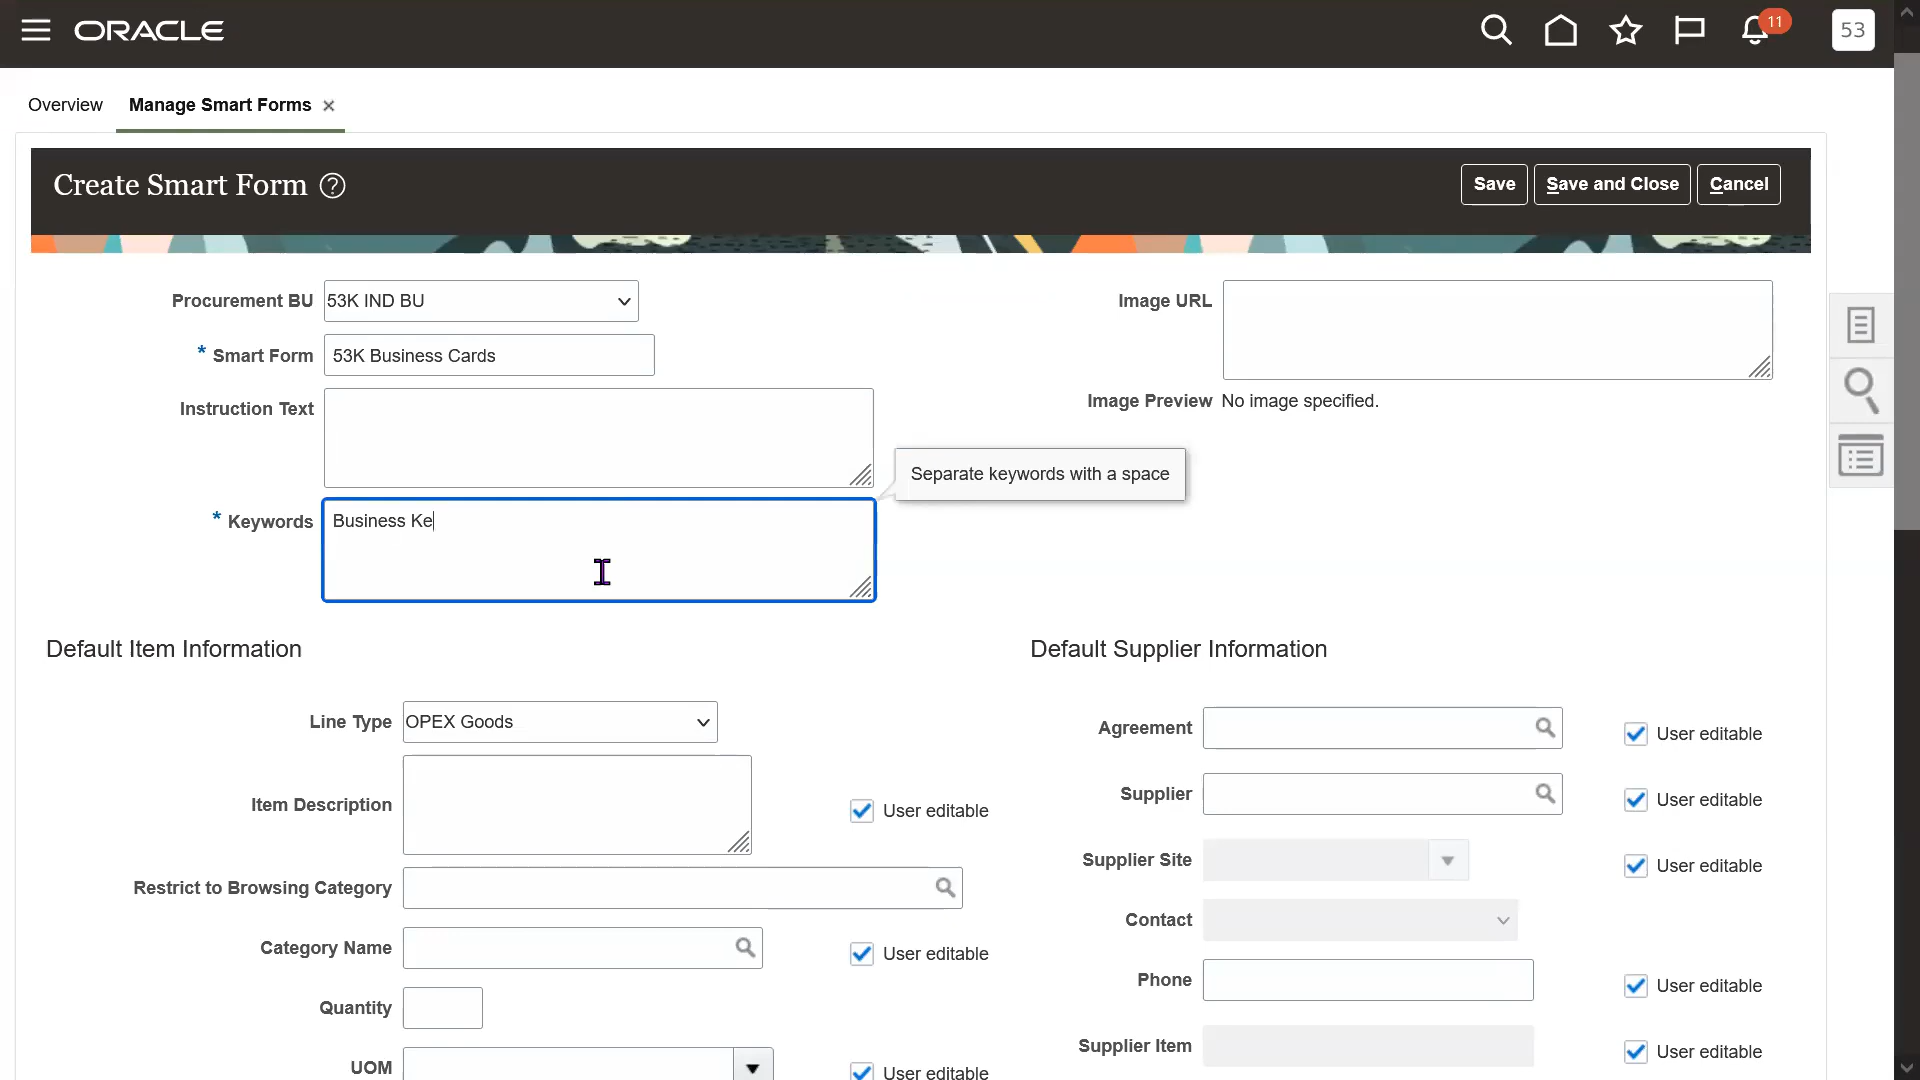 ORACLE
11
53
Overview
Manage Smart Forms
Create Smart Form
Save
Save and Close
Cancel
Procurement BU 53K IND BU
* Smart Form 53K Business Cards
Instruction Text
* Keywords Business Ke
Separate keywords with a space
Image URL
Image Preview No image specified.
Default Item Information
Line Type OPEX Goods
Item Description User editable
Restrict to Browsing Category
Category Name User editable
Quantity
UOM User editable
Default Supplier Information
Agreement User editable
Supplier User editable
Supplier Site User editable
Contact
Phone User editable
Supplier Item User editable